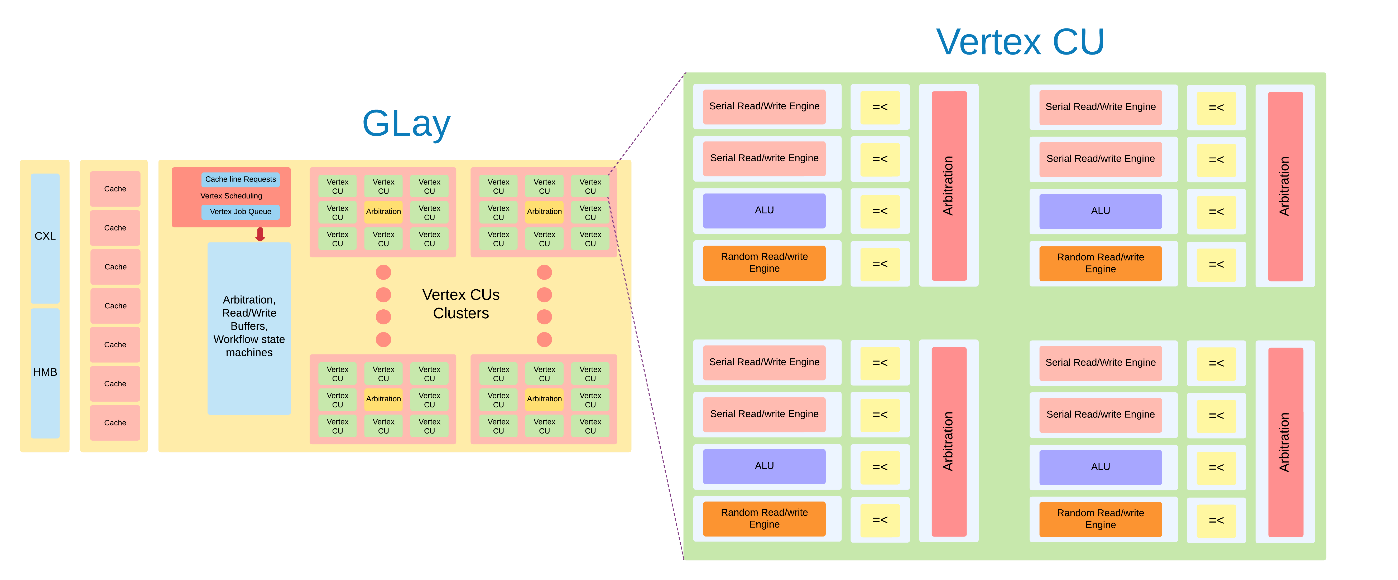 Vertex CU
GLay
CXL
HMB
Cache
Cache
Cache
Cache
Cache
Cache
Cache
Cache line Requests
Vertex Scheduling
Vertex Job Queue
Arbitration,
Read/Write
Buffers,
Workflow state
machines
Vertex
CU
Vertex
CU
Vertex
CU
Vertex
CU
Arbitration
Vertex
CU
Vertex
CU
Vertex
CU
Vertex
CU
Vertex
CU
Vertex
CU
Vertex
CU
Vertex
CU
Arbitration
Vertex
CU
Vertex
CU
Vertex
CU
Vertex
CU
Vertex CUs
Clusters
Vertex
CU
Vertex
CU
Vertex
CU
Vertex
CU
Arbitration
Vertex
CU
Vertex
CU
Vertex
CU
Vertex
CU
Vertex
CU
Vertex
CU
Vertex
CU
Vertex
CU
Arbitration
Vertex
CU
Vertex
CU
Vertex
CU
Vertex
CU
Serial Read/Write Engine
=<
Serial Read/write Engine
=<
ALU
=<
Random Read/write
Engine
=<
Arbitration
Serial Read/Write Engine
=<
Serial Read/write Engine
=<
ALU
=<
Random Read/write
Engine
=<
Arbitration
Serial Read/Write Engine
=<
Serial Read/write Engine
=<
ALU
=<
Random Read/write
Engine
=<
Arbitration
Serial Read/Write Engine
=<
Serial Read/write Engine
=<
ALU
=<
Random Read/write
Engine
=<
Arbitration